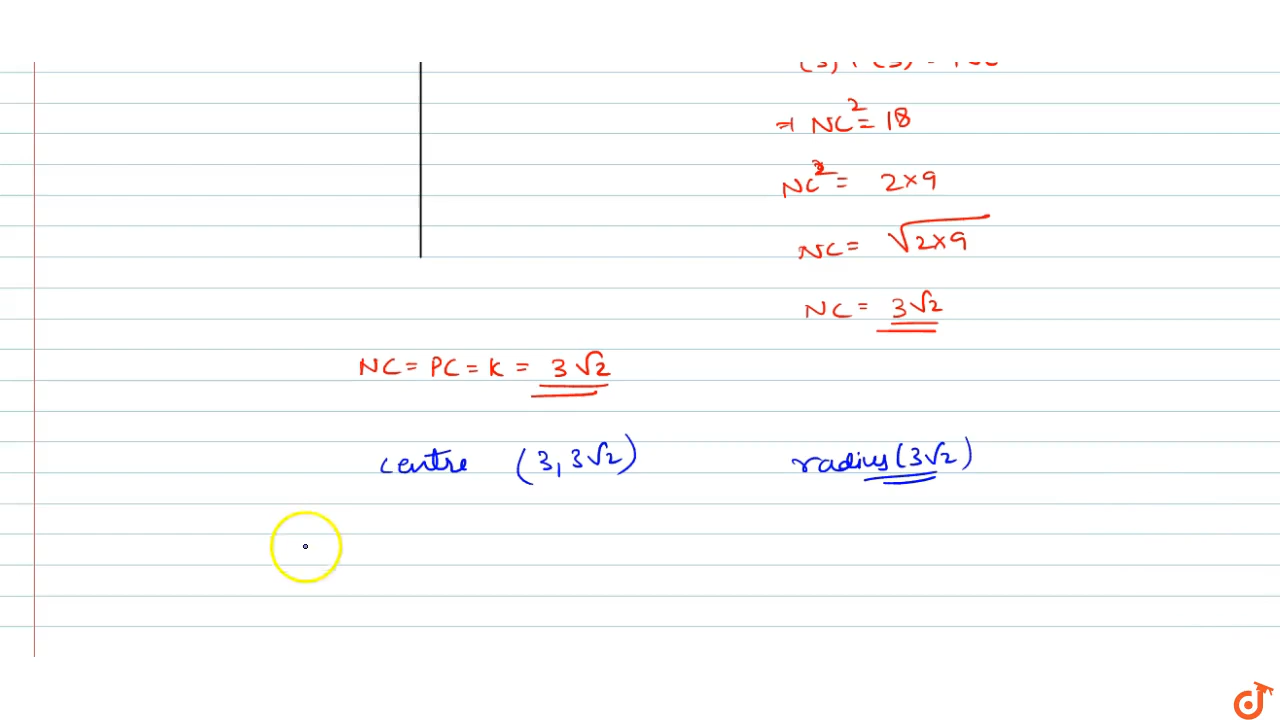 ⇒ NC² = 18
NC² = 2×9
NC = √2×9
NC = 3√2
NC = PC = K = 3√2
centre (3, 3√2) radius (3√2)